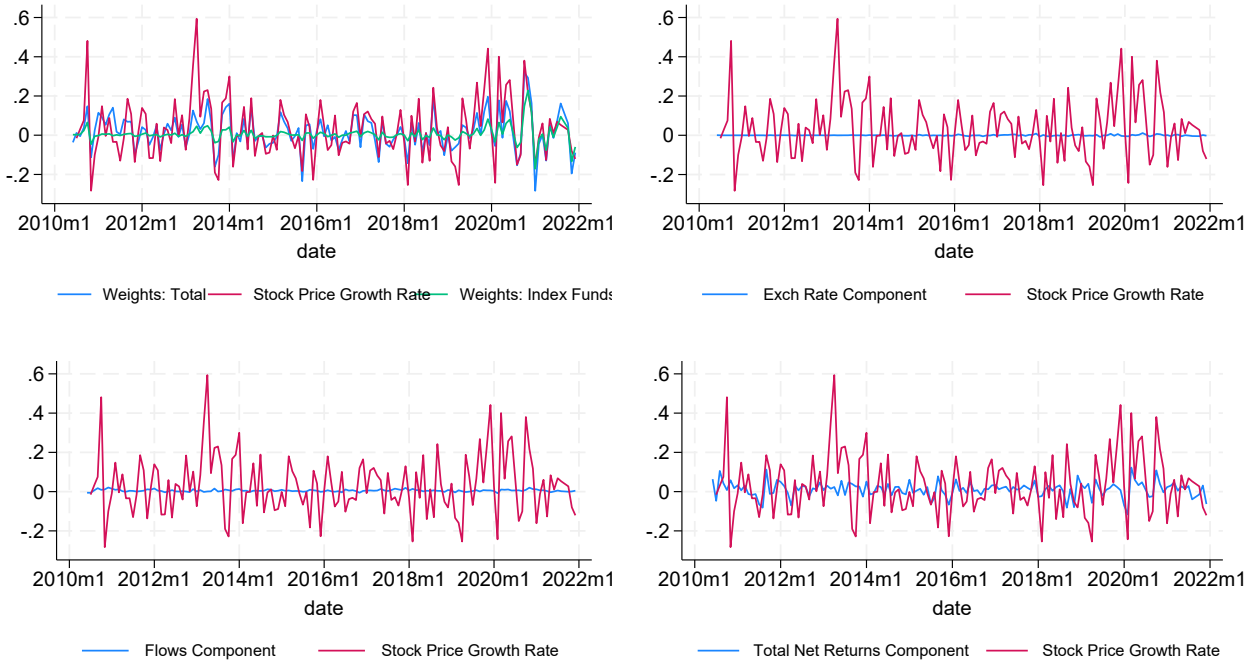 .6
.4
.2
0
-.2
2010m1 2012m1 2014m1 2016m1 2018m1 2020m1 2022m1
date
Weights: Total Stock Price Growth Rate Weights: Index Funds
.6
.4
.2
0
-.2
2010m1 2012m1 2014m1 2016m1 2018m1 2020m1 2022m1
date
Exch Rate Component Stock Price Growth Rate
.6
.4
.2
0
-.2
2010m1 2012m1 2014m1 2016m1 2018m1 2020m1 2022m1
date
Flows Component Stock Price Growth Rate
.6
.4
.2
0
-.2
2010m1 2012m1 2014m1 2016m1 2018m1 2020m1 2022m1
date
Total Net Returns Component Stock Price Growth Rate